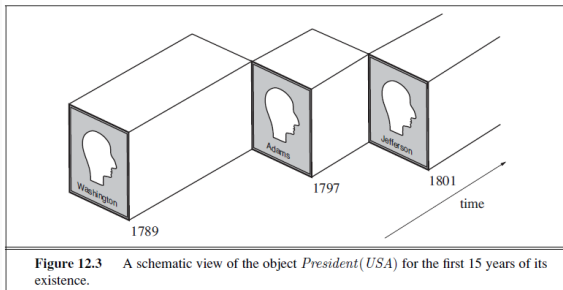 Washington
Adams
Jefferson
1789
1797
1801
time
Figure 12.3 A schematic view of the object President(USA) for the first 15 years of its
existence.